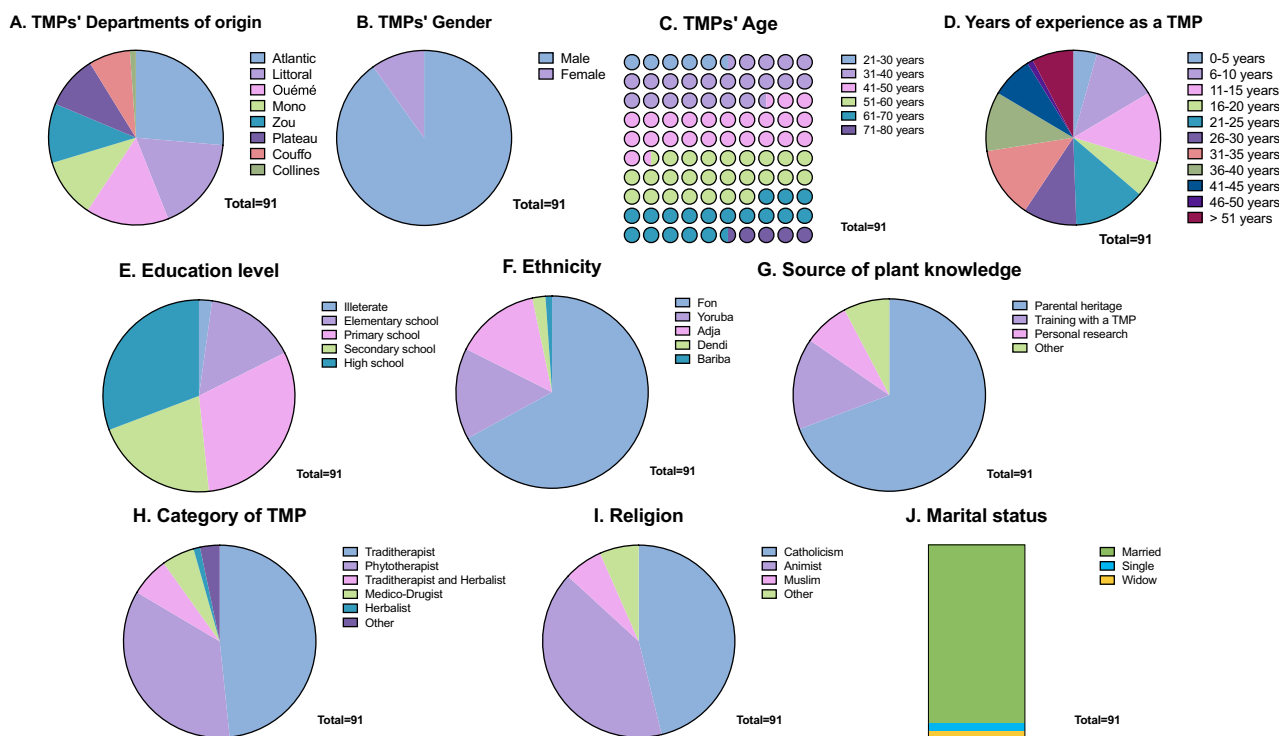 A. TMPs' Departments of origin
Atlantic
Littoral
Ouémé
Mono
Zou
Plateau
Couffo
Collines
Total=91
B. TMPs' Gender
Male
Female
Total=91
C. TMPs' Age
21-30 years
31-40 years
41-50 years
51-60 years
61-70 years
71-80 years
Total=91
D. Years of experience as a TMP
0-5 years
6-10 years
11-15 years
16-20 years
21-25 years
26-30 years
31-35 years
36-40 years
41-45 years
46-50 years
> 51 years
Total=91
E. Education level
Illeterate
Elementary school
Primary school
Secondary school
High school
Total=91
F. Ethnicity
Fon
Yoruba
Adja
Dendi
Bariba
Total=91
G. Source of plant knowledge
Parental heritage
Training with a TMP
Personal research
Other
Total=91
H. Category of TMP
Traditherapist
Phytotherapist
Traditherapist and Herbalist
Medico-Drugist
Herbalist
Other
Total=91
I. Religion
Catholicism
Animist
Muslim
Other
Total=91
J. Marital status
Married
Single
Widow
Total=91